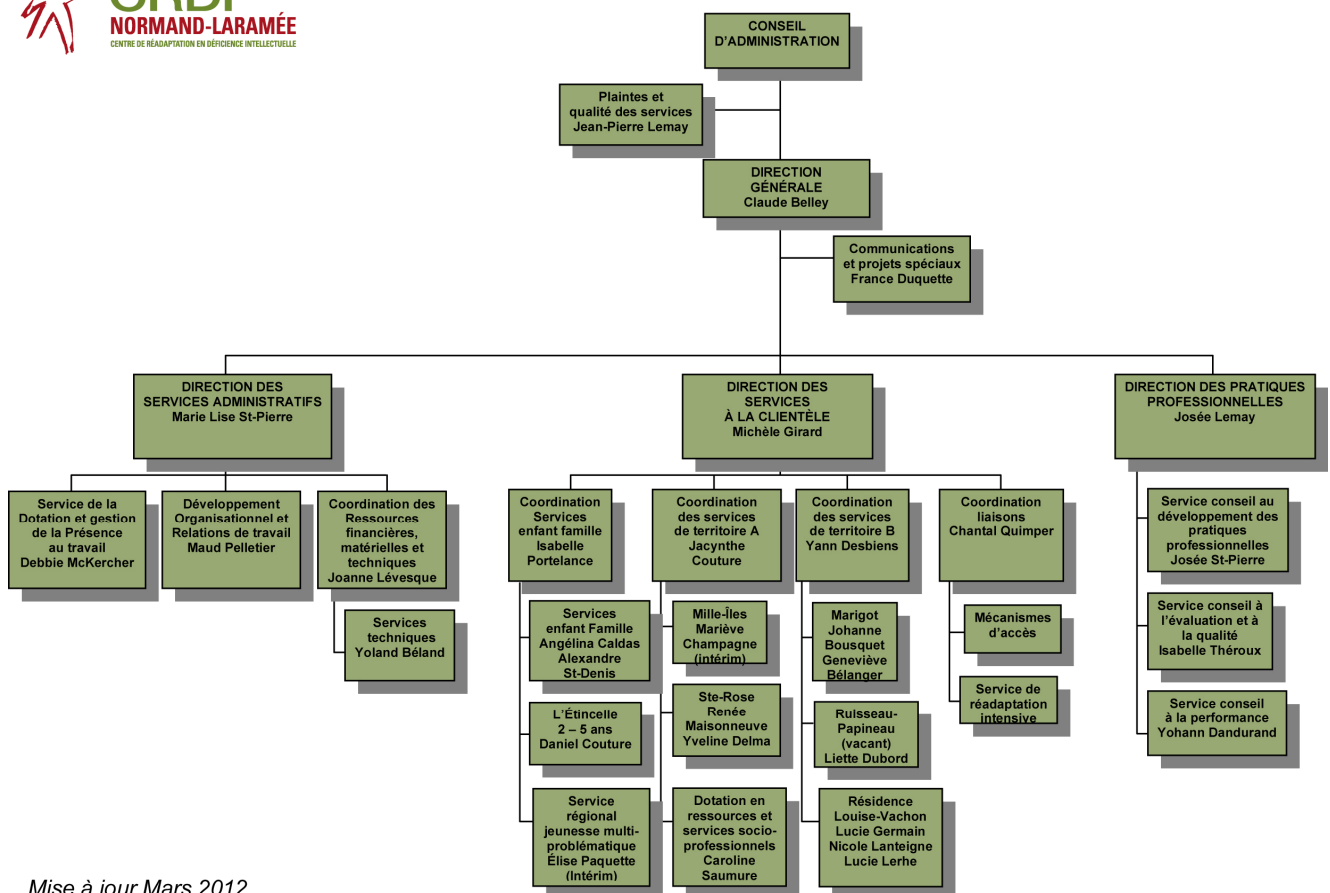 CRDI
NORMAND-LARAMÉE
CENTRE DE RÉADAPTATION EN DÉFICIENCE INTELLECTUELLE
CONSEIL
D'ADMINISTRATION
Plaintes et
qualité des services
Jean-Pierre Lemay
DIRECTION
GÉNÉRALE
Claude Belley
Communications
et projets spéciaux
France Duquette
DIRECTION DES
SERVICES ADMINISTRATIFS
Marie Lise St-Pierre
DIRECTION DES
SERVICES
À LA CLIENTÈLE
Michèle Girard
DIRECTION DES PRATIQUES
PROFESSIONNELLES
Josée Lemay
Service de la
Dotation et gestion
de la Présence
au travail
Debbie McKercher
Développement
Organisationnel et
Relations de travail
Maud Pelletier
Coordination des
Ressources
financières,
matérielles et
techniques
Joanne Lévesque
Services
techniques
Yoland Béland
Coordination
Services
enfant famille
Isabelle
Portelance
Services
enfant Famille
Angélina Caldas
Alexandre
St-Denis
L'Étincelle
2 – 5 ans
Daniel Couture
Service
régional
jeunesse multi-
problématique
Élise Paquette
(Intérim)
Coordination
des services
de territoire A
Jacynthe
Couture
Mille-Îles
Mariève
Champagne
(intérim)
Ste-Rose
Renée
Maisonneuve
Yveline Delma
Dotation en
ressources et
services socio-
professionnels
Caroline
Saumure
Coordination
des services
de territoire B
Yann Desbiens
Marigot
Johanne
Bousquet
Geneviève
Bélanger
Ruisseau-
Papineau
(vacant)
Liette Dubord
Résidence
Louise-Vachon
Lucie Germain
Nicole Lanteigne
Lucie Lerhe
Coordination
liaisons
Chantal Quimper
Mécanismes
d'accès
Service de
réadaptation
intensive
Service conseil au
développement des
pratiques
professionnelles
Josée St-Pierre
Service conseil à
l'évaluation et à
la qualité
Isabelle Théroux
Service conseil
à la performance
Yohann Dandurand
Mise à jour Mars 2012